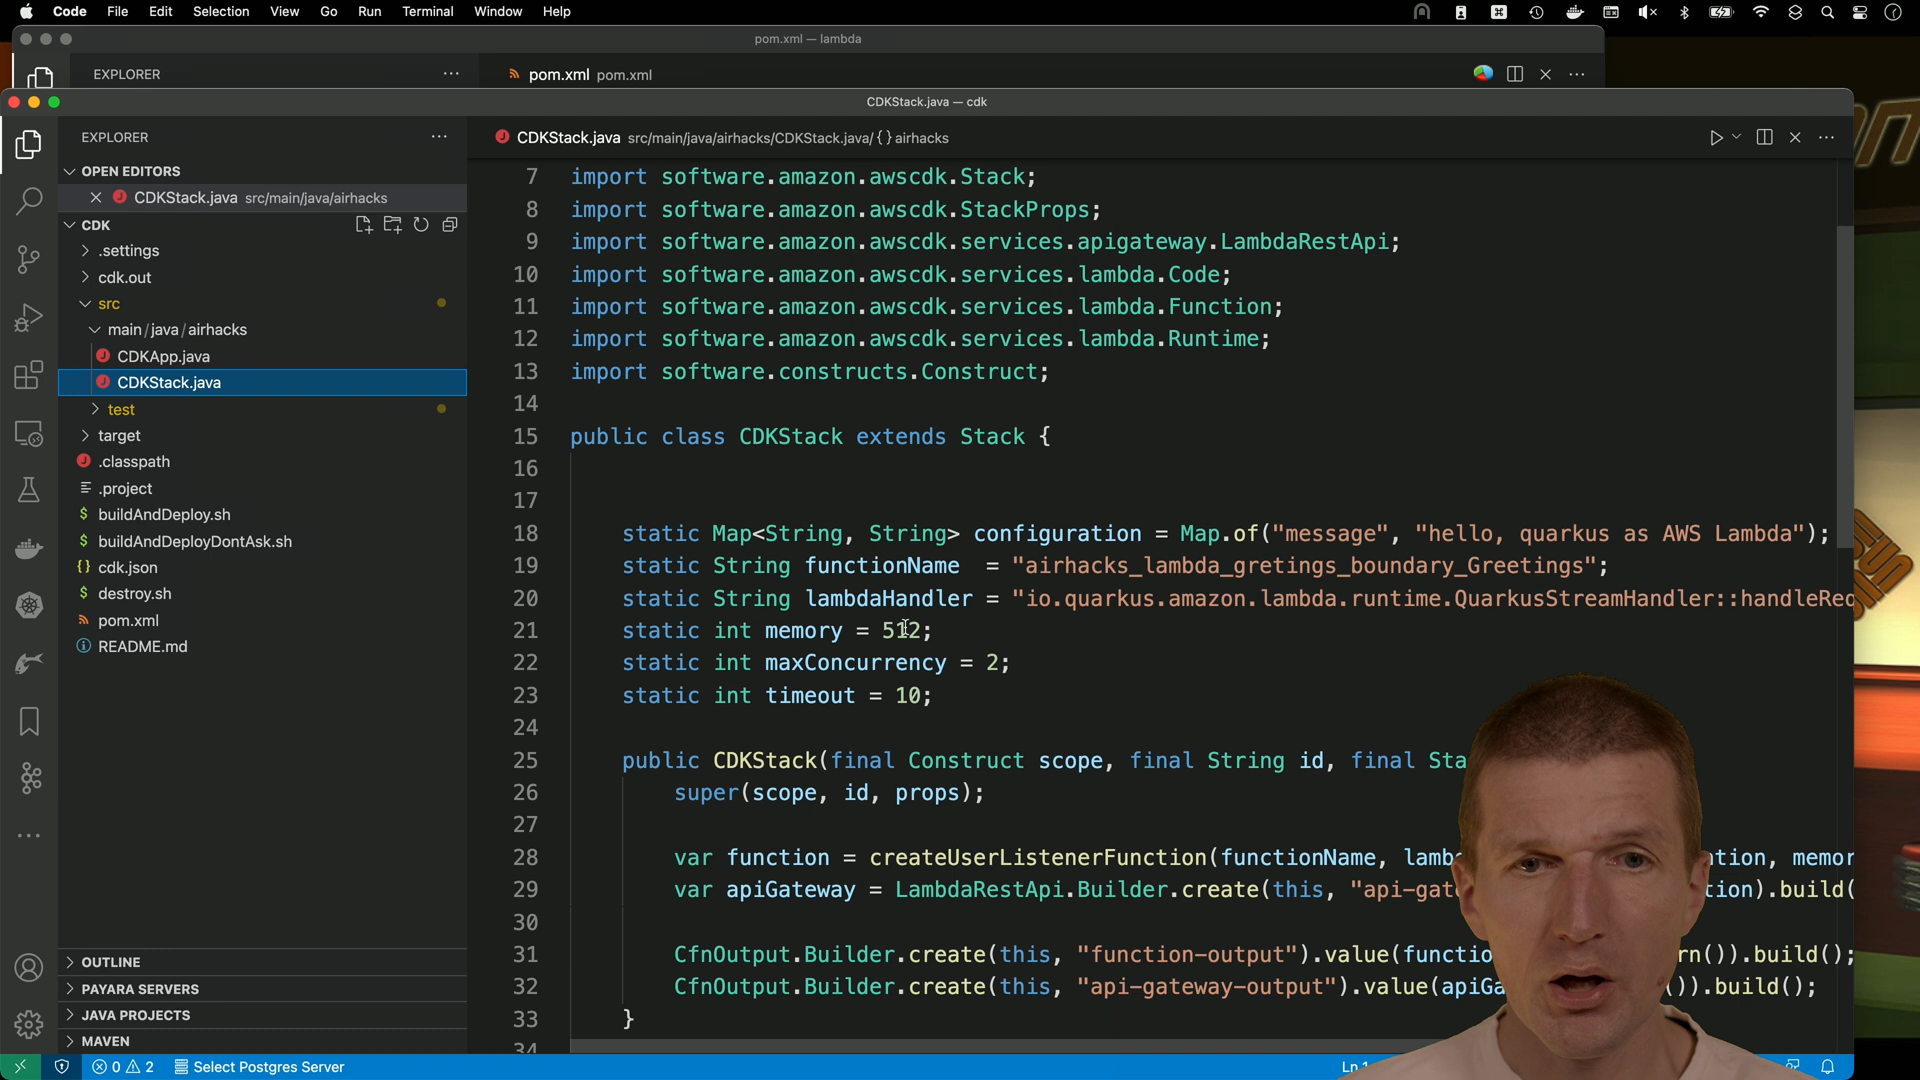 Code File Edit Selection View Go Run Terminal Window Help
pom.xml — lambda
EXPLORER
pom.xml pom.xml
CDKStack.java — cdk
EXPLORER
CDKStack.java src/main/java/airhacks/CDKStack.java/ {} airhacks
OPEN EDITORS
CDKStack.java src/main/java/airhacks
CDK
.settings
cdk.out
src
main/java/airhacks
CDKApp.java
CDKStack.java
test
target
.classpath
.project
$ buildAndDeploy.sh
$ buildAndDeployDontAsk.sh
{} cdk.json
$ destroy.sh
pom.xml
README.md
OUTLINE
PAYARA SERVERS
JAVA PROJECTS
MAVEN
7 import software.amazon.awscdk.Stack;
8 import software.amazon.awscdk.StackProps;
9 import software.amazon.awscdk.services.apigateway.LambdaRestApi;
10 import software.amazon.awscdk.services.lambda.Code;
11 import software.amazon.awscdk.services.lambda.Function;
12 import software.amazon.awscdk.services.lambda.Runtime;
13 import software.constructs.Construct;
14
15 public class CDKStack extends Stack {
16
17
18 static Map<String, String> configuration = Map.of("message", "hello, quarkus as AWS Lambda");
19 static String functionName = "airhacks_lambda_gretings_boundary_Greetings";
20 static String lambdaHandler = "io.quarkus.amazon.lambda.runtime.QuarkusStreamHandler::handleReq
21 static int memory = 512;
22 static int maxConcurrency = 2;
23 static int timeout = 10;
24
25 public CDKStack(final Construct scope, final String id, final Sta
26 super(scope, id, props);
27
28 var function = createUserListenerFunction(functionName, lamb tion, memor
29 var apiGateway = LambdaRestApi.Builder.create(this, "api-gat tion).build(
30
31 CfnOutput.Builder.create(this, "function-output").value(functio rn()).build();
32 CfnOutput.Builder.create(this, "api-gateway-output").value(apiGa ()).build();
33 }
34
0 2 Select Postgres Server Ln 1